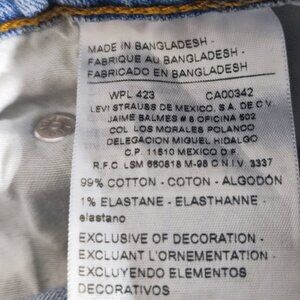 MADE IN BANGLADESH -
FABRIQUE AU BANGLADESH -
FABRICADO EN BANGLADESH
WPL 423 CA00342
LEVI STRAUSS DE MEXICO, S.A. DE C.V
JAIME BALMES # 8 OFICINA 502
COL LOS MORALES POLANCO
DELEGACION MIGUEL HIDALGO
C.P. 11510 MEXICO D.F.
R.F.C. LSM 650818 M-98 C.N.I.V. 3337
99% COTTON - COTON - ALGODÓN
1% ELASTANE - ELASTHANNE -
elastano
EXCLUSIVE OF DECORATION -
EXCLUANT L'ORNEMENTATION -
EXCLUYENDO ELEMENTOS
DECORATIVOS